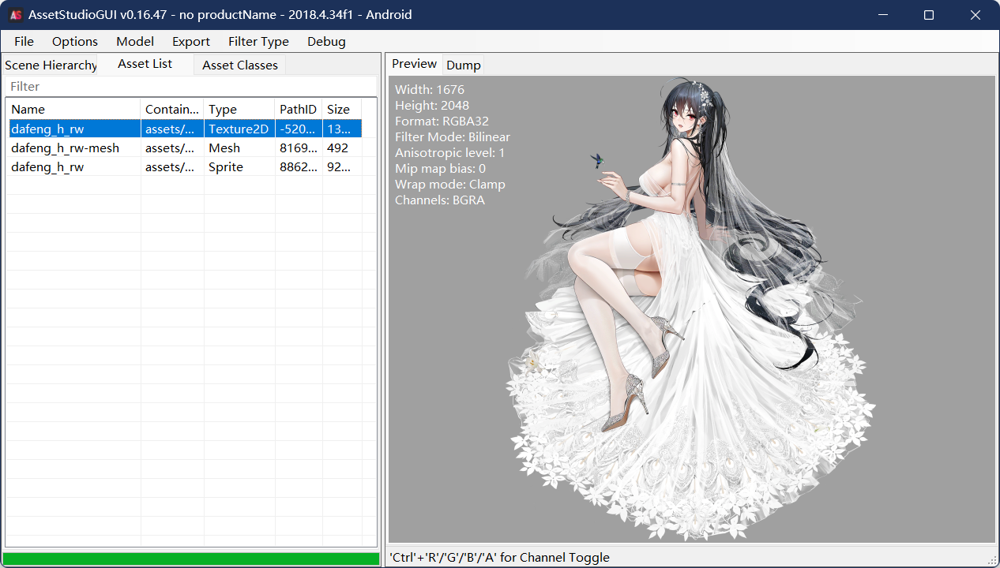 AssetStudioGUI v0.16.47 - no productName - 2018.4.34f1 - Android
File Options Model Export Filter Type Debug
Scene Hierarchy Asset List Asset Classes
Filter
Name Contain... Type PathID Size
dafeng_h_rw assets/... Texture2D -520... 13...
dafeng_h_rw-mesh assets/... Mesh 8169... 492
dafeng_h_rw assets/... Sprite 8862... 92...
Preview Dump
Width: 1676
Height: 2048
Format: RGBA32
Filter Mode: Bilinear
Anisotropic level: 1
Mip map bias: 0
Wrap mode: Clamp
Channels: BGRA
'Ctrl'+'R'/'G'/'B'/'A' for Channel Toggle